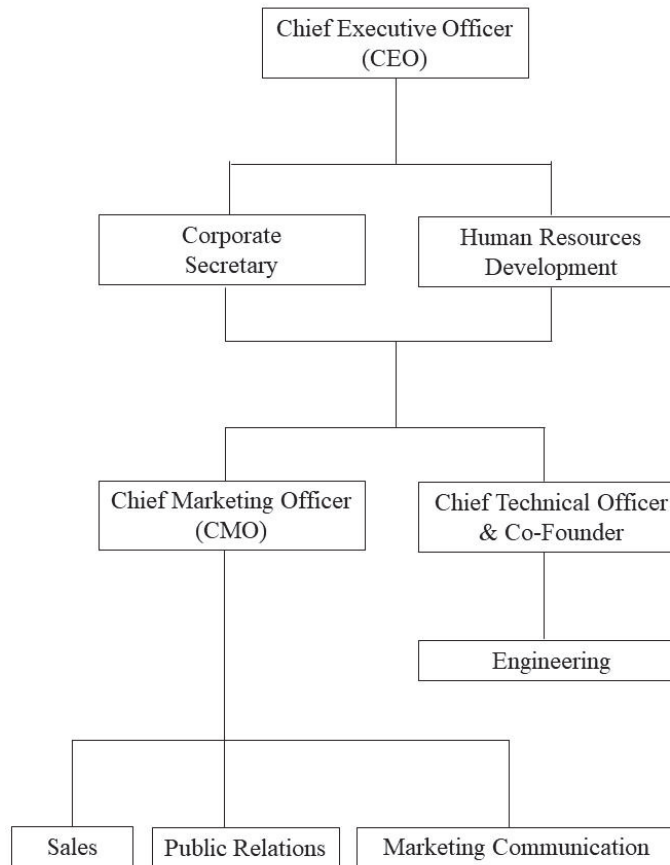 Chief Executive Officer
(CEO)
Corporate
Secretary
Human Resources
Development
Chief Marketing Officer
(CMO)
Chief Technical Officer
& Co-Founder
Engineering
Sales
Public Relations
Marketing Communication